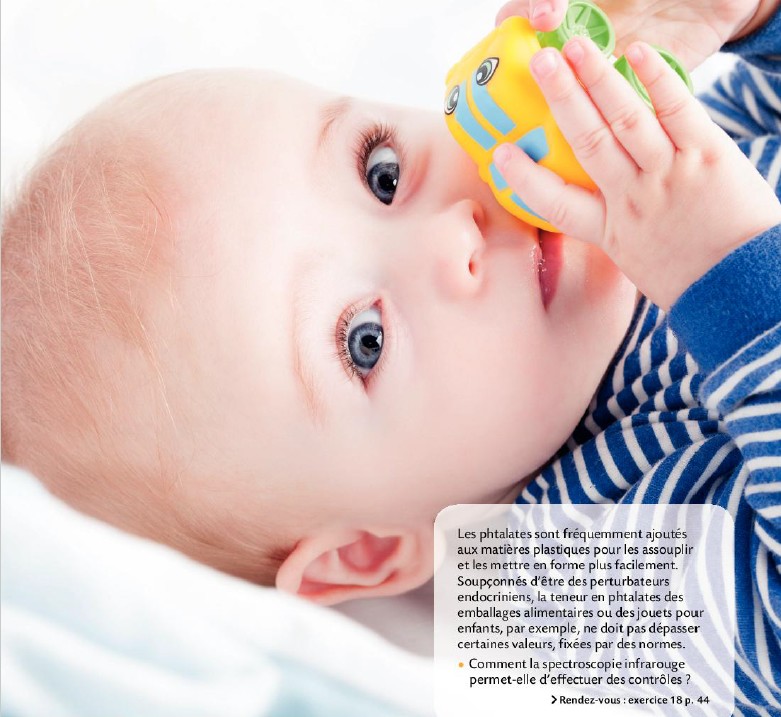 Les phtalates sont fréquemment ajoutés
aux matières plastiques pour les assouplir
et les mettre en forme plus facilement.
Soupçonnés d'être des perturbateurs
endocriniens, la teneur en phtalates des
emballages alimentaires ou des jouets pour
enfants, par exemple, ne doit pas dépasser
certaines valeurs, fixées par des normes.
• Comment la spectroscopie infrarouge
permet-elle d'effectuer des contrôles ?
> Rendez-vous : exercice 18 p. 44